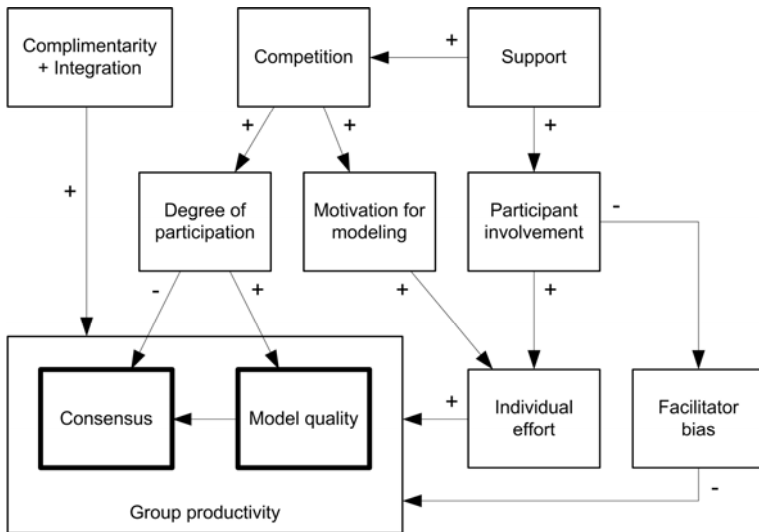 Complimentarity
+ Integration
Competition
+
Support
+
+
+
+
Degree of
participation
Motivation for
modeling
Participant
involvement
-
-
+
+
+
Consensus
Model quality
+
Individual
effort
Facilitator
bias
-
Group productivity